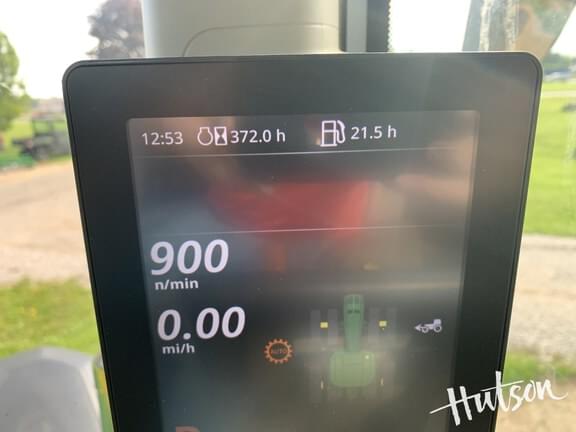 12:53 372.0 h 21.5 h
900
n/min
0.00
mi/h
AUTO
Hutson